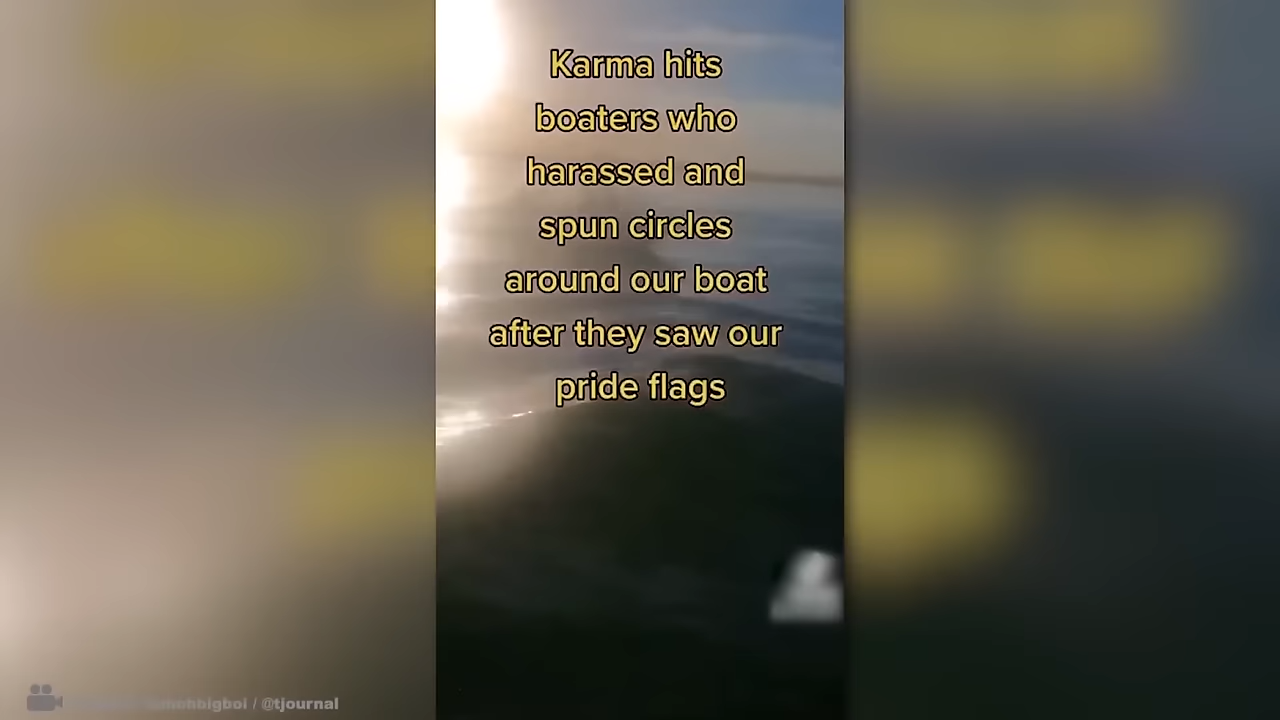 Karma hits
boaters who
harassed and
spun circles
around our boat
after they saw our
pride flags
/ @tjournal